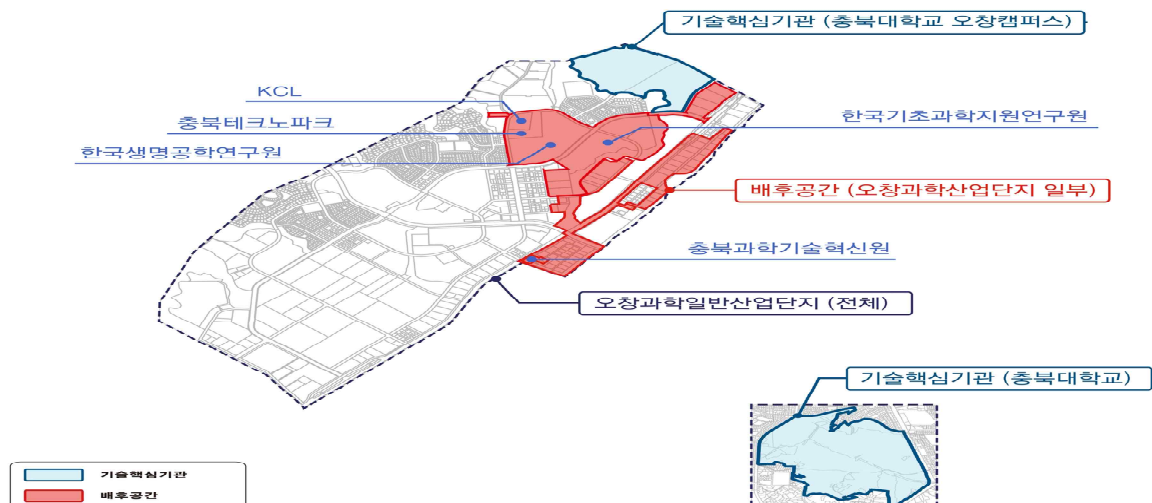 기술핵심기관 (충북대학교 오창캠퍼스)
KCL
충북테크노파크
한국기초과학지원연구원
한국생명공학연구원
배후공간 (오창과학산업단지 일부)
충북과학기술혁신원
오창과학일반산업단지 (전체)
기술핵심기관 (충북대학교)
기술핵심기관
배후공간